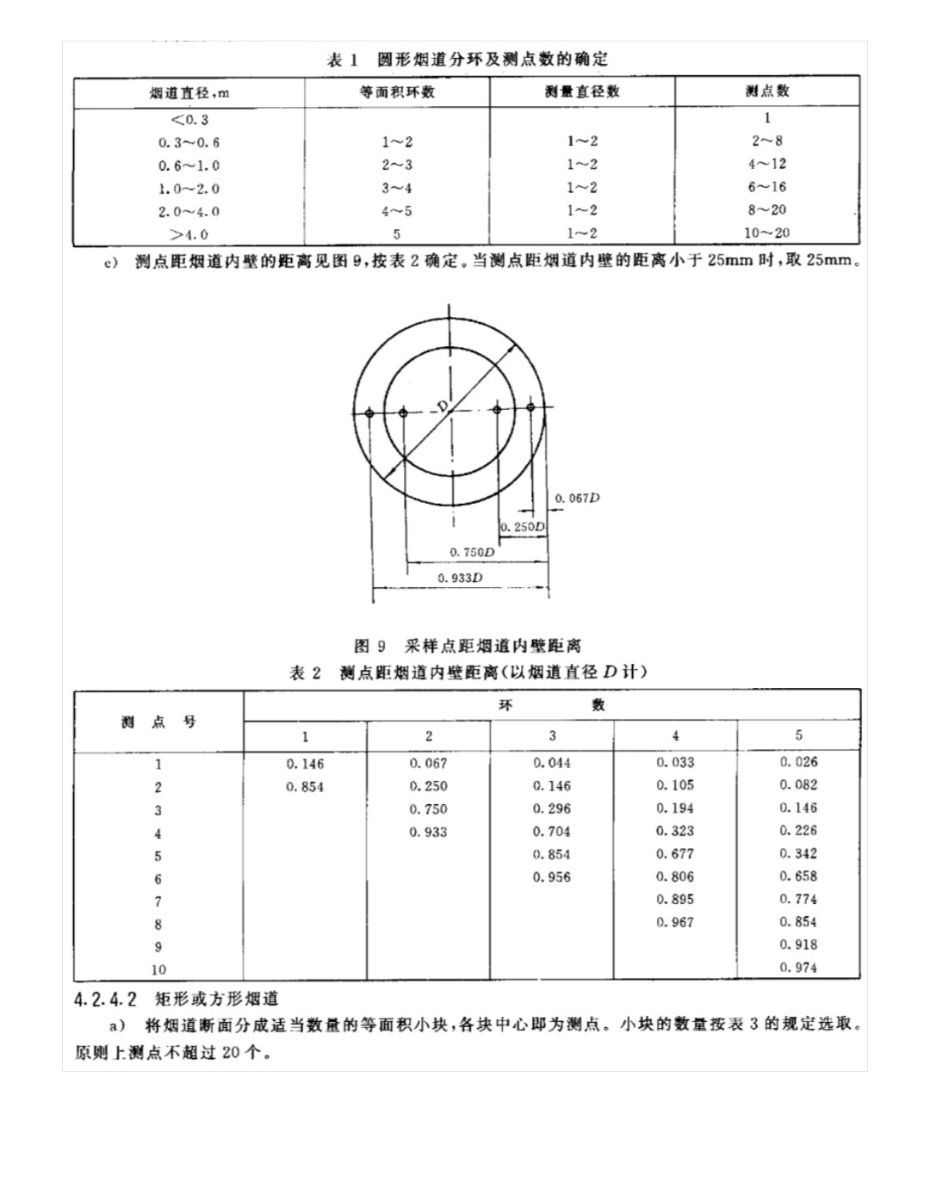 表 1 圆形烟道分环及测点数的确定
烟道直径,m 等面积环数 测量直径数 测点数
<0.3 1
0.3~0.6 1~2 1~2 2~8
0.6~1.0 2~3 1~2 4~12
1.0~2.0 3~4 1~2 6~16
2.0~4.0 4~5 1~2 8~20
>4.0 5 1~2 10~20
c) 测点距烟道内壁的距离见图 9,按表 2 确定。当测点距烟道内壁的距离小于 25mm 时,取 25mm。
D
0.067D
0.250D
0.750D
0.933D
图 9 采样点距烟道内壁距离
表 2 测点距烟道内壁距离(以烟道直径 D 计)
测 点 号 环 数
1 2 3 4 5
1 0.146 0.067 0.044 0.033 0.026
2 0.854 0.250 0.146 0.105 0.082
3 0.750 0.296 0.194 0.146
4 0.933 0.704 0.323 0.226
5 0.854 0.677 0.342
6 0.956 0.806 0.658
7 0.895 0.774
8 0.967 0.854
9 0.918
10 0.974
4.2.4.2 矩形或方形烟道
a) 将烟道断面分成适当数量的等面积小块,各块中心即为测点。小块的数量按表 3 的规定选取。
原则上测点不超过 20 个。